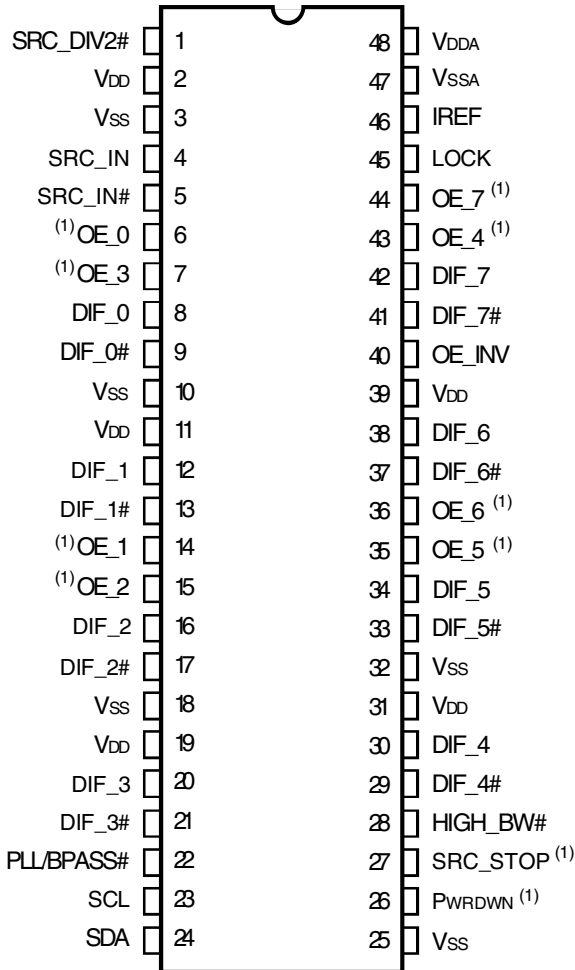 SRC_DIV2# 1 48 VDDA
VDD 2 47 VSSA
VSS 3 46 IREF
SRC_IN 4 45 LOCK
SRC_IN# 5 44 OE_7 (1)
(1) OE_0 6 43 OE_4 (1)
(1) OE_3 7 42 DIF_7
DIF_0 8 41 DIF_7#
DIF_0# 9 40 OE_INV
VSS 10 39 VDD
VDD 11 38 DIF_6
DIF_1 12 37 DIF_6#
DIF_1# 13 36 OE_6 (1)
(1) OE_1 14 35 OE_5 (1)
(1) OE_2 15 34 DIF_5
DIF_2 16 33 DIF_5#
DIF_2# 17 32 VSS
VSS 18 31 VDD
VDD 19 30 DIF_4
DIF_3 20 29 DIF_4#
DIF_3# 21 28 HIGH_BW#
PLL/BPASS# 22 27 SRC_STOP (1)
SCL 23 26 PWRDWN (1)
SDA 24 25 VSS